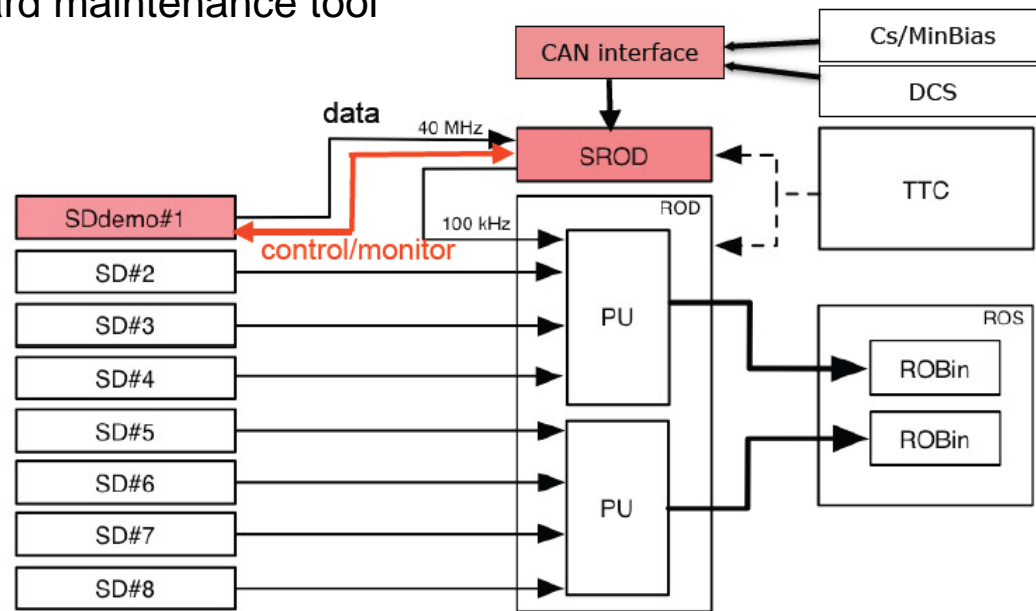 ard maintenance tool
Cs/MinBias
CAN interface
DCS
data
40 MHz
SROD
TTC
ROD
SDdemo#1
100 kHz
control/monitor
SD#2
PU
ROS
SD#3
ROBin
SD#4
SD#5
ROBin
SD#6
PU
SD#7
SD#8